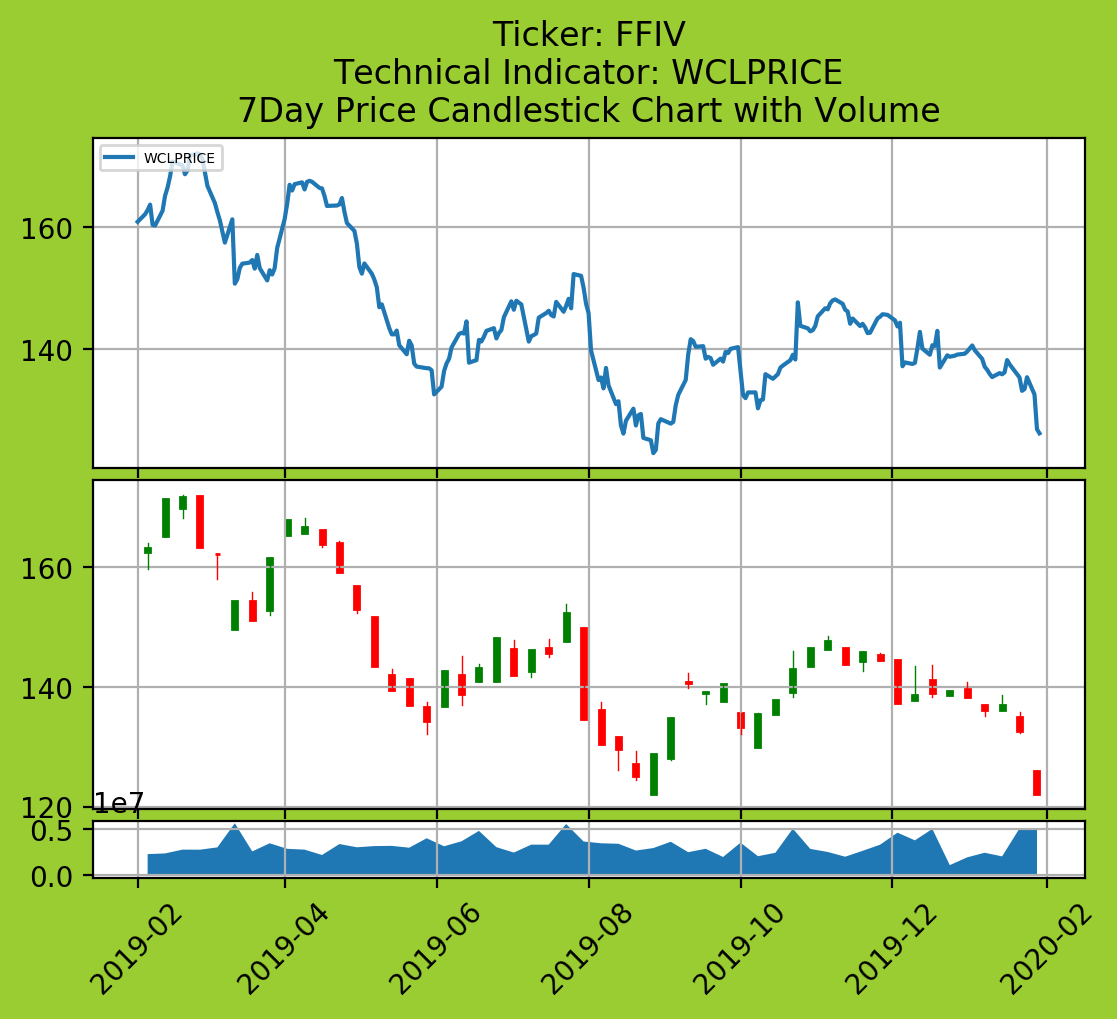 Ticker: FFIV
Technical Indicator: WCLPRICE
7Day Price Candlestick Chart with Volume
WCLPRICE
160
140
160
140
120
1e7
0.5
0.0
2019-02
2019-04
2019-06
2019-08
2019-10
2019-12
2020-02